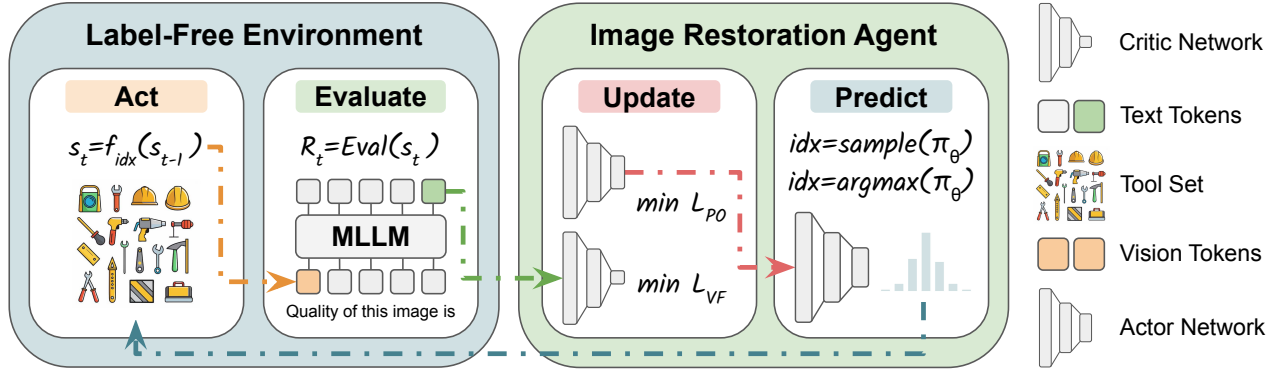 Label-Free Environment
Act
s_t=f_idx(s_t-1)
Evaluate
R_t=Eval(s_t)
MLLM
Quality of this image is
Image Restoration Agent
Update
min L_PO
min L_VF
Predict
idx=sample(π_θ)
idx=argmax(π_θ)
Critic Network
Text Tokens
Tool Set
Vision Tokens
Actor Network